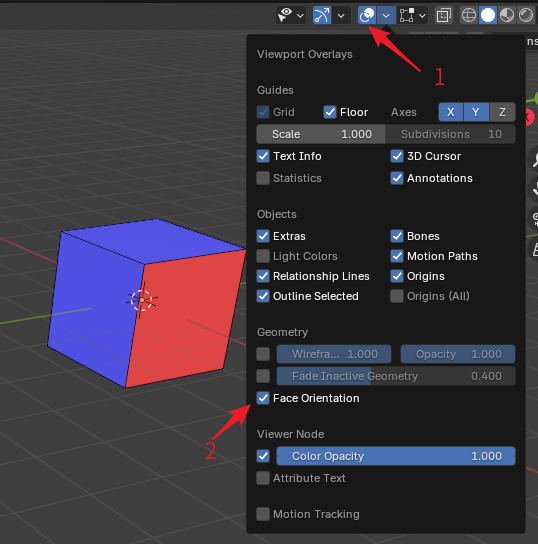 1
ns
Viewport Overlays
Guides
Grid Floor Axes X Y Z
Scale 1.000 Subdivisions 10
Text Info 3D Cursor
Statistics Annotations
Objects
Extras Bones
Light Colors Motion Paths
Relationship Lines Origins
Outline Selected Origins (All)
Geometry
Wirefra... 1.000 Opacity 1.000
Fade Inactive Geometry 0.400
Face Orientation
2
Viewer Node
Color Opacity 1.000
Attribute Text
Motion Tracking